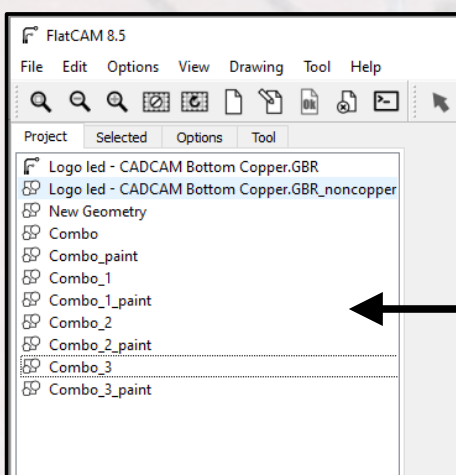 FlatCAM 8.5
File Edit Options View Drawing Tool Help
Ok
Project Selected Options Tool
Logo led - CADCAM Bottom Copper.GBR
Logo led - CADCAM Bottom Copper.GBR_noncopper
New Geometry
Combo
Combo_paint
Combo_1
Combo_1_paint
Combo_2
Combo_2_paint
Combo_3
Combo_3_paint